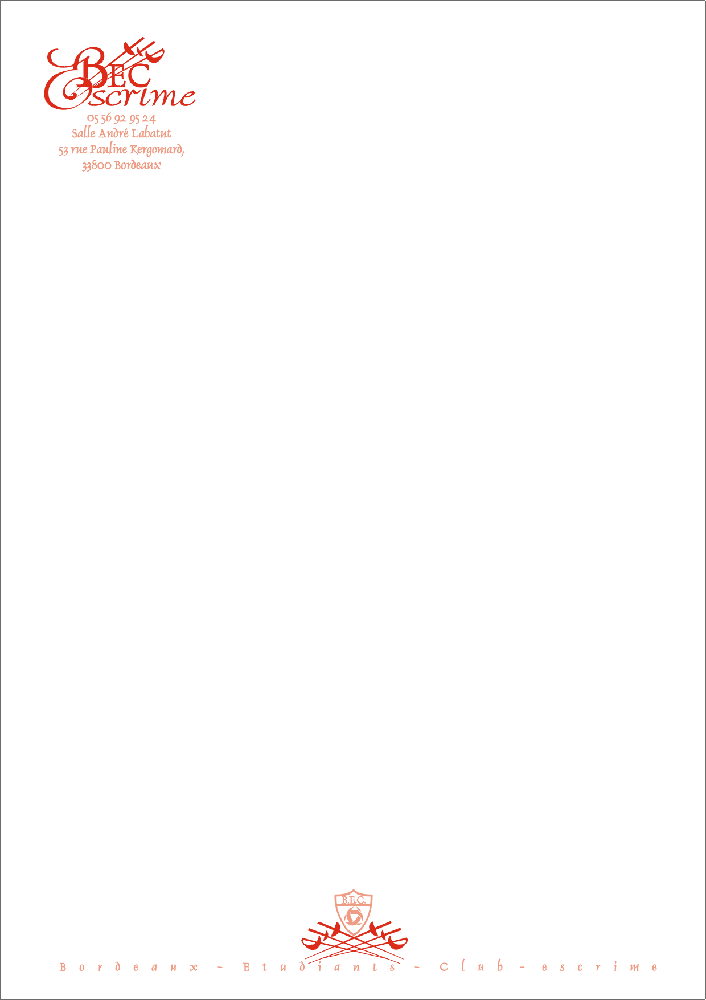 BEC
Escrime
05 56 92 95 24
Salle André Labatut
53 rue Pauline Kergomard,
33800 Bordeaux
B.E.C.
Bordeaux - Etudiants - Club - escrime